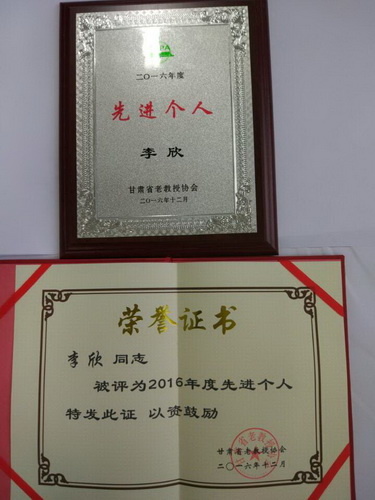 二〇一六年度
先进个人
李欣
甘肃省老教授协会
二〇一六年十二月
荣誉证书
李欣 同志
被评为2016年度先进个人
特发此证 以资鼓励
甘肃省老教授协会
二〇一六年十二月